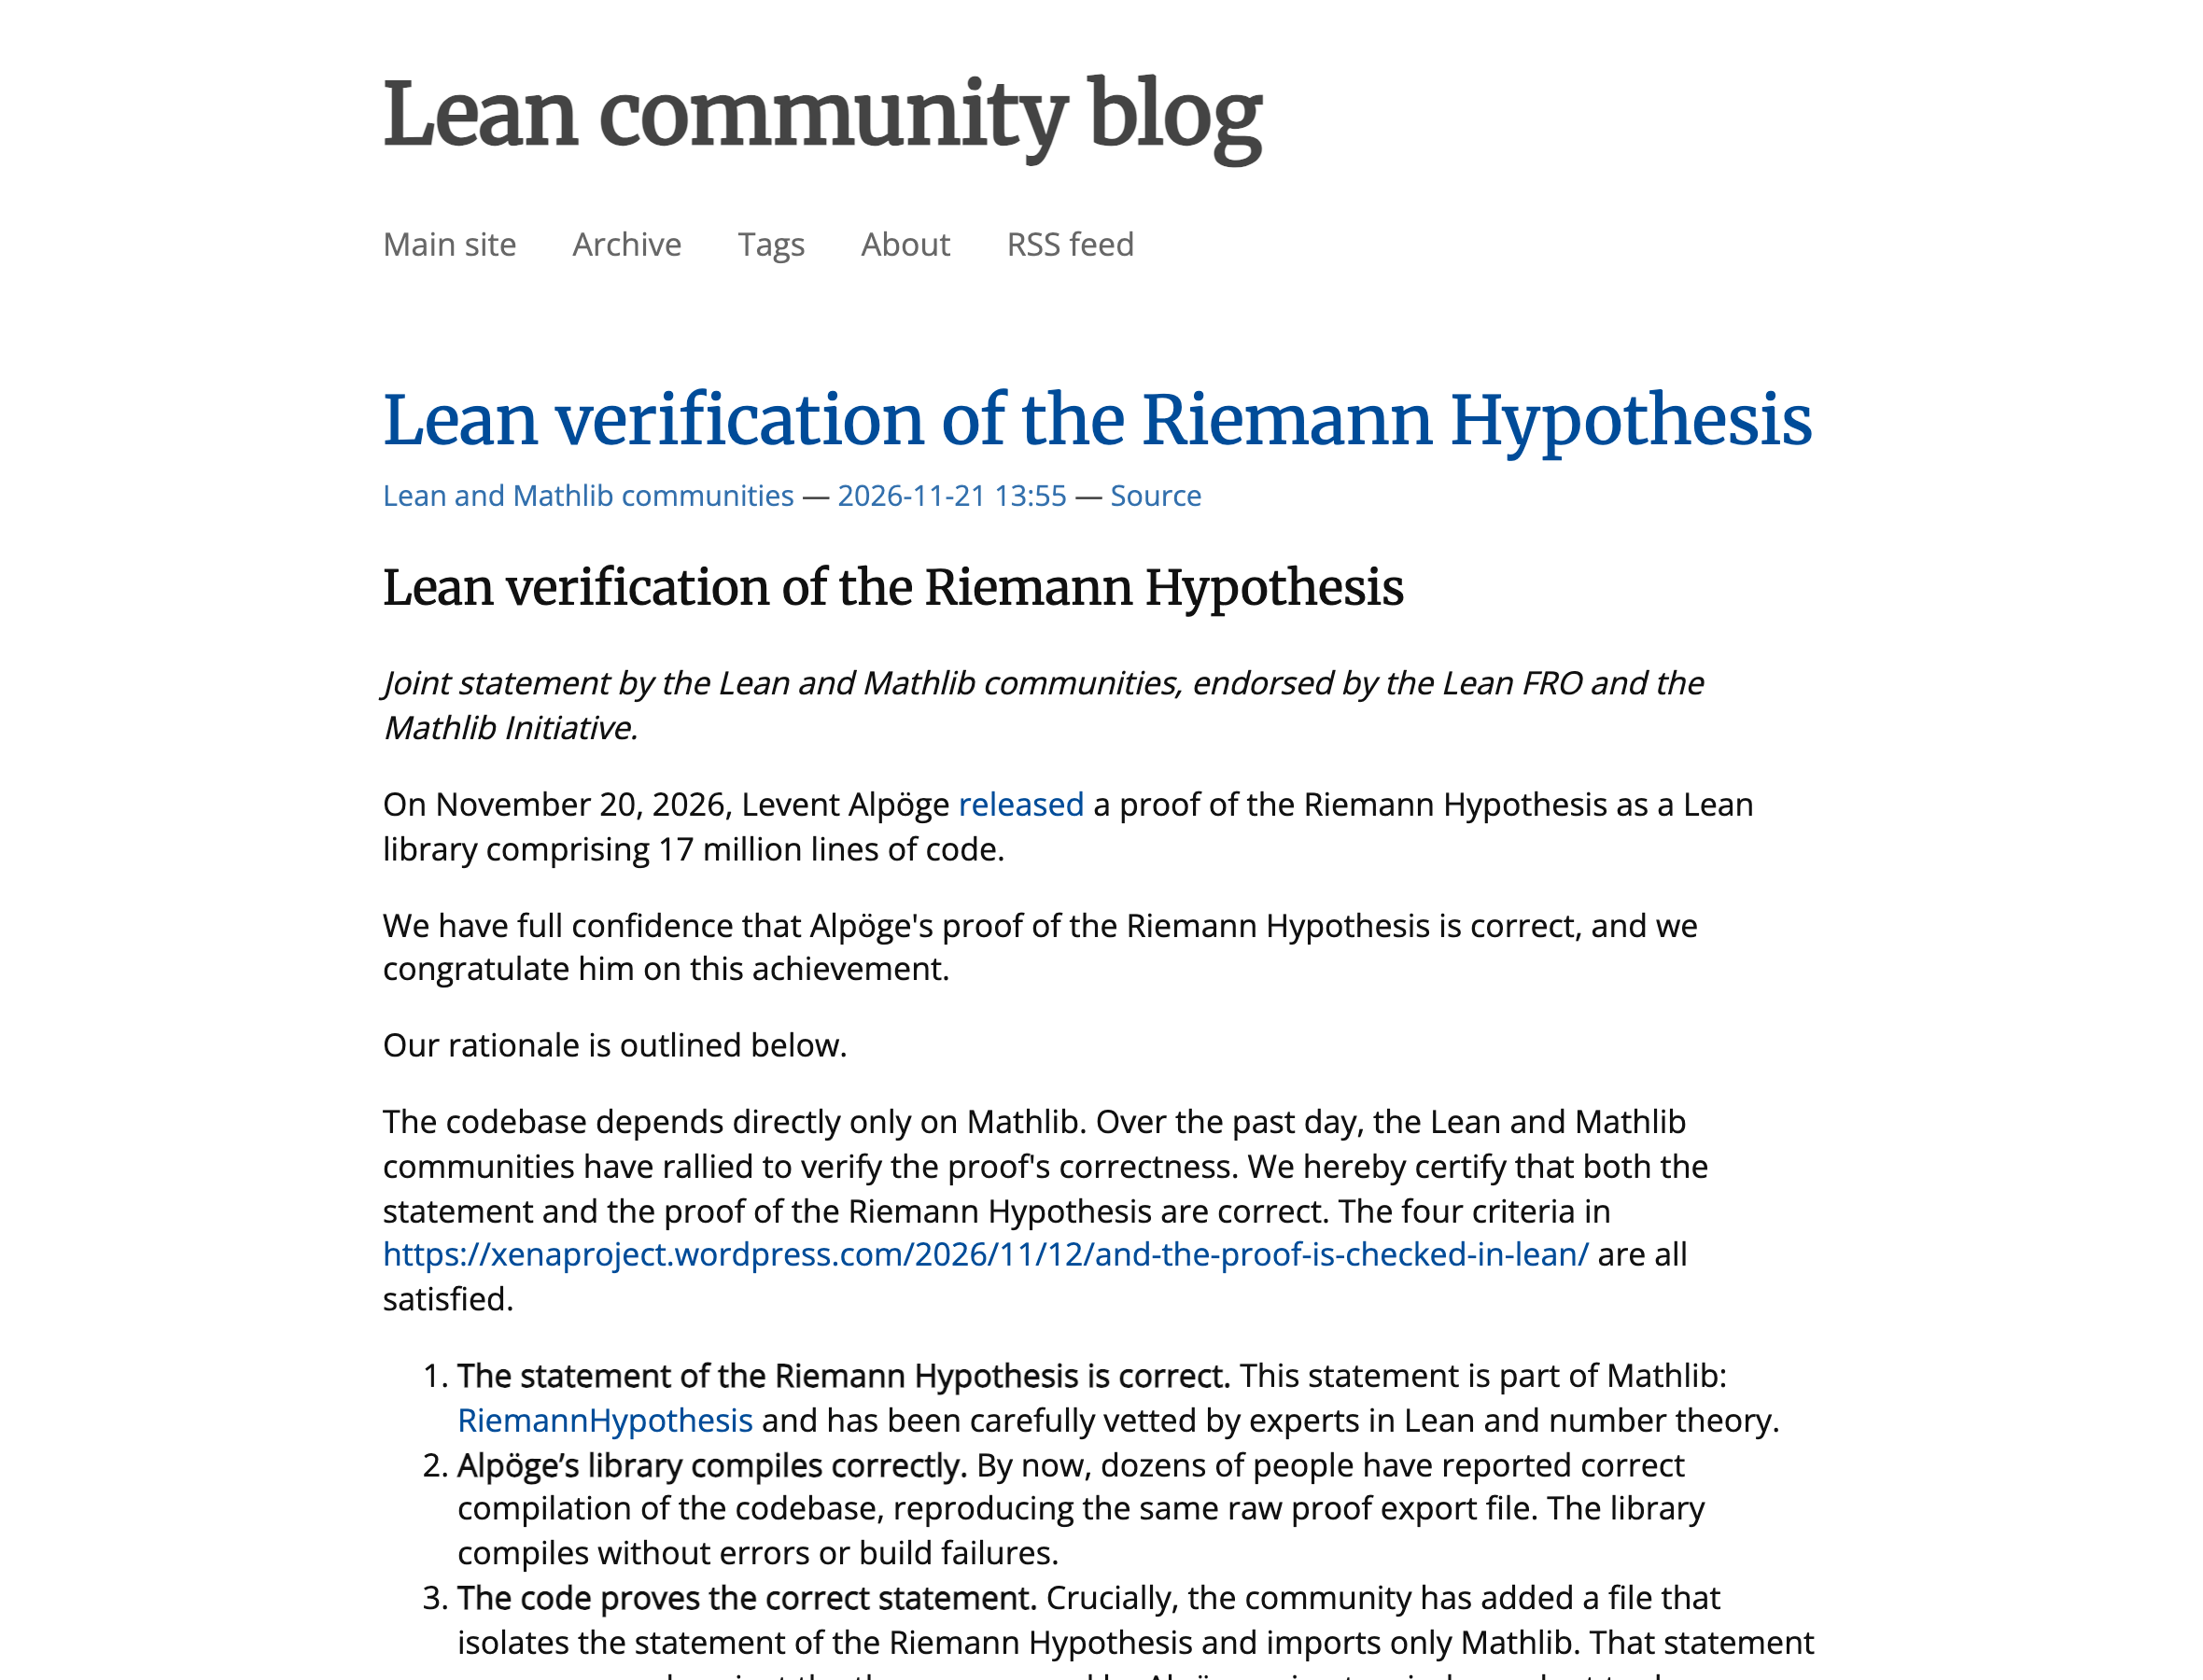 Lean community blog
Main site Archive Tags About RSS feed
Lean verification of the Riemann Hypothesis
Lean and Mathlib communities — 2026-11-21 13:55 — Source
Lean verification of the Riemann Hypothesis
Joint statement by the Lean and Mathlib communities, endorsed by the Lean FRO and the
Mathlib Initiative.
On November 20, 2026, Levent Alpöge released a proof of the Riemann Hypothesis as a Lean
library comprising 17 million lines of code.
We have full confidence that Alpöge's proof of the Riemann Hypothesis is correct, and we
congratulate him on this achievement.
Our rationale is outlined below.
The codebase depends directly only on Mathlib. Over the past day, the Lean and Mathlib
communities have rallied to verify the proof's correctness. We hereby certify that both the
statement and the proof of the Riemann Hypothesis are correct. The four criteria in
https://xenaproject.wordpress.com/2026/11/12/and-the-proof-is-checked-in-lean/ are all
satisfied.
1. The statement of the Riemann Hypothesis is correct. This statement is part of Mathlib:
RiemannHypothesis and has been carefully vetted by experts in Lean and number theory.
2. Alpöge’s library compiles correctly. By now, dozens of people have reported correct
compilation of the codebase, reproducing the same raw proof export file. The library
compiles without errors or build failures.
3. The code proves the correct statement. Crucially, the community has added a file that
isolates the statement of the Riemann Hypothesis and imports only Mathlib. That statement